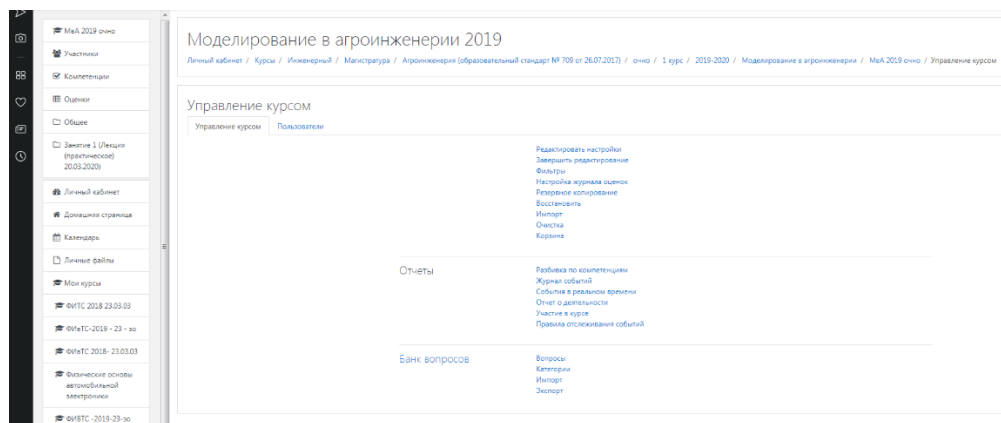 МвА 2019 очно
Участники
Компетенции
Оценки
Общее
Занятие 1 (Лекция
(практическое)
20.03.2020)
Личный кабинет
Домашняя страница
Календарь
Личные файлы
Мои курсы
ФИТС 2018 23.03.03
ФИвТС-2019 - 23 - зо
ФИвТС 2018- 23.03.03
Физические основы
автомобильной
электроники
ФИВТС -2019-23-зо
Моделирование в агроинженерии 2019
Личный кабинет / Курсы / Инженерный / Магистратура / Агроинженерия (образовательный стандарт № 709 от 26.07.2017) / очно / 1 курс / 2019-2020 / Моделирование в агроинженерии / МвА 2019 очно / Управление курсом
Управление курсом
Управление курсом Пользователи
Редактировать настройки
Завершить редактирование
Фильтры
Настройка журнала оценок
Резервное копирование
Восстановить
Импорт
Очистка
Корзина
Отчеты
Разбивка по компетенциям
Журнал событий
События в реальном времени
Отчет о деятельности
Участие в курсе
Правила отслеживания событий
Банк вопросов
Вопросы
Категории
Импорт
Экспорт